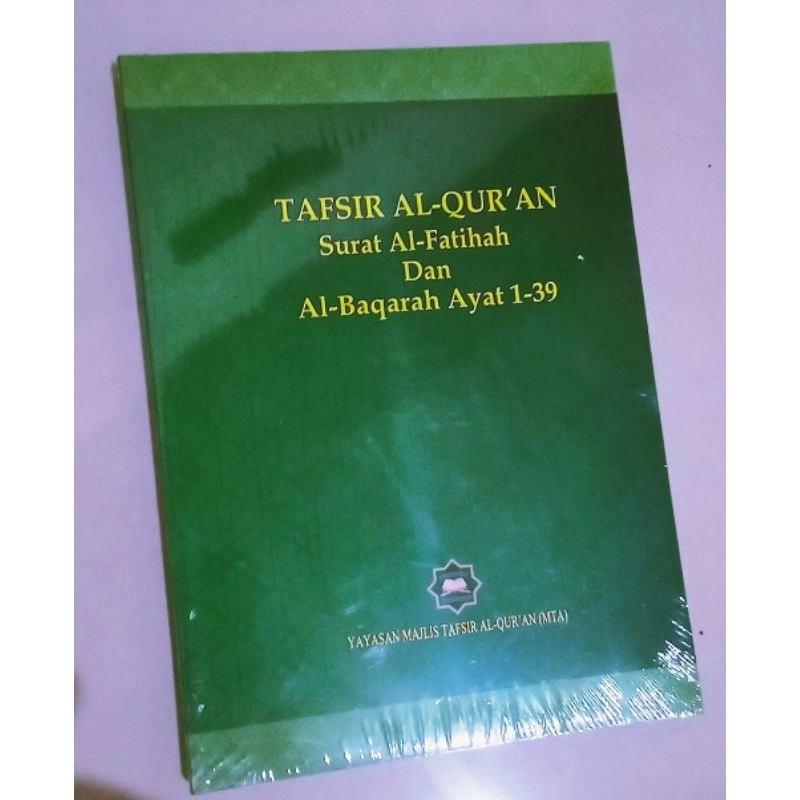 TAFSIR AL-QUR'AN
Surat Al-Fatihah
Dan
Al-Baqarah Ayat 1-39
YAYASAN MAJLIS TAFSIR AL-QUR'AN (MTA)